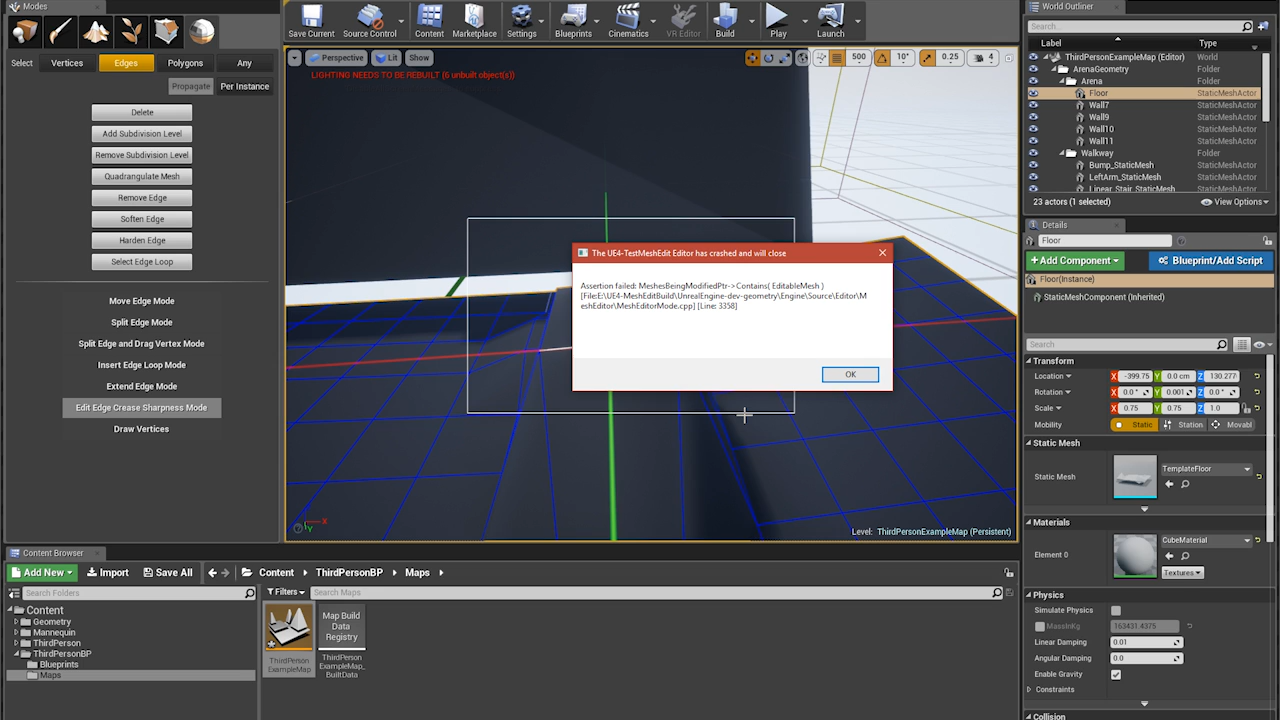 Modes
Select
Vertices
Edges
Polygons
Any
Propagate
Per Instance
Delete
Add Subdivision Level
Remove Subdivision Level
Quadrangulate Mesh
Remove Edge
Soften Edge
Harden Edge
Select Edge Loop
Move Edge Mode
Split Edge Mode
Split Edge and Drag Vertex Mode
Insert Edge Loop Mode
Extend Edge Mode
Edit Edge Crease Sharpness Mode
Draw Vertices
Save Current
Source Control
Content
Marketplace
Settings
Blueprints
Cinematics
VR Editor
Build
Play
Launch
Perspective
Lit
Show
500
10°
0.25
4
LIGHTING NEEDS TO BE REBUILT (6 unbuilt object(s))
The UE4-TestMeshEdit Editor has crashed and will close
Assertion failed: MeshesBeingModifiedPtr->Contains( EditableMesh )
[File:E:\UE4-MeshEditBuild\UnrealEngine-dev-geometry\Engine\Source\Editor\M
eshEditor\MeshEditorMode.cpp] [Line: 3358]
OK
X
Y
Level: ThirdPersonExampleMap (Persistent)
World Outliner
Search
Label
Type
ThirdPersonExampleMap (Editor) World
ArenaGeometry Folder
Arena Folder
Floor StaticMeshActor
Wall7 StaticMeshActor
Wall9 StaticMeshActor
Wall10 StaticMeshActor
Wall11 StaticMeshActor
Walkway Folder
Bump_StaticMesh StaticMeshActor
LeftArm_StaticMesh StaticMeshActor
Linear_Stair_StaticMesh StaticMeshActor
23 actors (1 selected)
View Options
Details
Floor
+Add Component
Blueprint/Add Script
Floor(Instance)
StaticMeshComponent (Inherited)
Search
Transform
Location X -399.75 Y 0.0 cm Z 130.277
Rotation X 0.0 ° Y 0.001 Z 0.0 °
Scale X 0.75 Y 0.75 Z 1.0
Mobility Static Station Movabl
Static Mesh
Static Mesh
TemplateFloor
Materials
Element 0
CubeMaterial
Textures
Physics
Simulate Physics
MassInKg 163431.4375
Linear Damping 0.01
Angular Damping 0.0
Enable Gravity
Constraints
Collision
Content Browser
Add New
Import
Save All
Content
ThirdPersonBP
Maps
Search Folders
Filters
Search Maps
Content
Geometry
Mannequin
ThirdPerson
ThirdPersonBP
Blueprints
Maps
ThirdPerson
ExampleMap
Map Build
Data
Registry
ThirdPerson
ExampleMap_
BuiltData